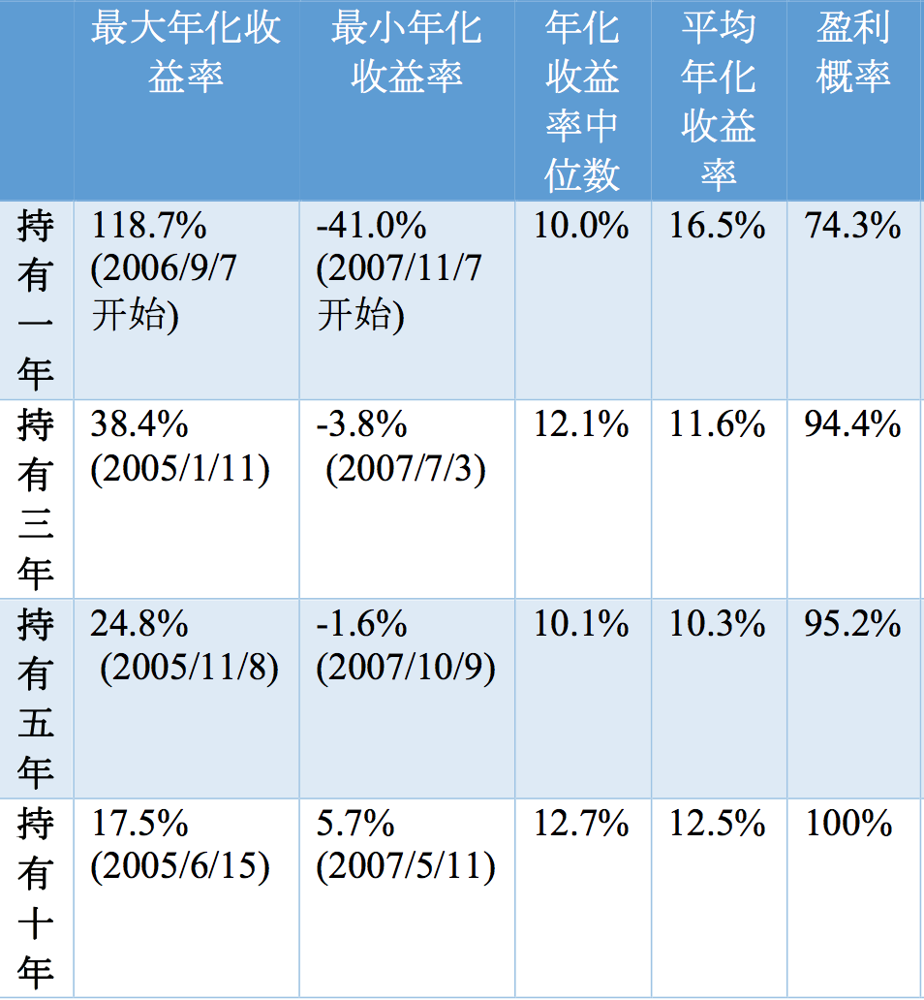 最大年化收
益率
最小年化
收益率
年化
收益
率中
位数
平均
年化
收益
率
盈利
概率
持
有
一
年
118.7%
(2006/9/7
开始)
-41.0%
(2007/11/7
开始)
10.0%
16.5%
74.3%
持
有
三
年
38.4%
(2005/1/11)
-3.8%
(2007/7/3)
12.1%
11.6%
94.4%
持
有
五
年
24.8%
(2005/11/8)
-1.6%
(2007/10/9)
10.1%
10.3%
95.2%
持
有
十
年
17.5%
(2005/6/15)
5.7%
(2007/5/11)
12.7%
12.5%
100%